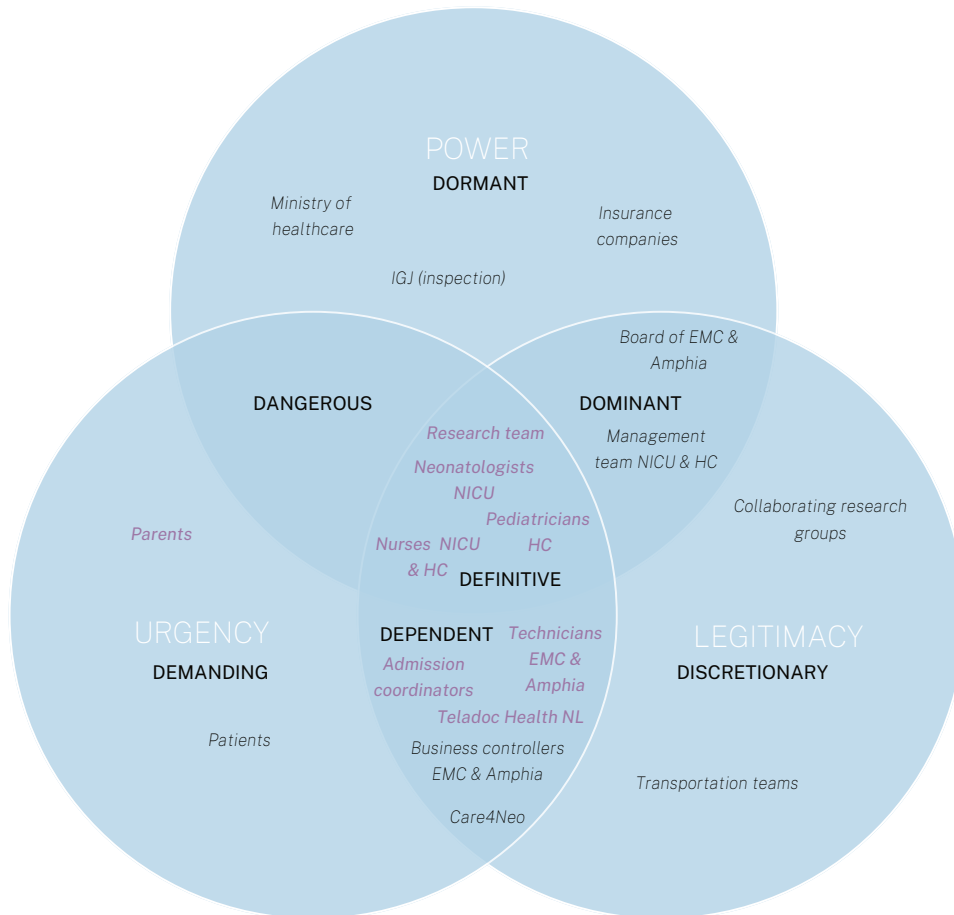 POWER
DORMANT
Ministry of
healthcare
Insurance
companies
IGJ (inspection)
Board of EMC &
Amphia
DANGEROUS
DOMINANT
Research team
Management
team NICU & HC
Neonatologists
NICU
Collaborating research
groups
Parents
Pediatricians
HC
Nurses NICU
& HC
DEFINITIVE
URGENCY
DEMANDING
DEPENDENT
Technicians
EMC &
Amphia
LEGITIMACY
DISCRETIONARY
Admission
coordinators
Teladoc Health NL
Patients
Business controllers
EMC & Amphia
Transportation teams
Care4Neo